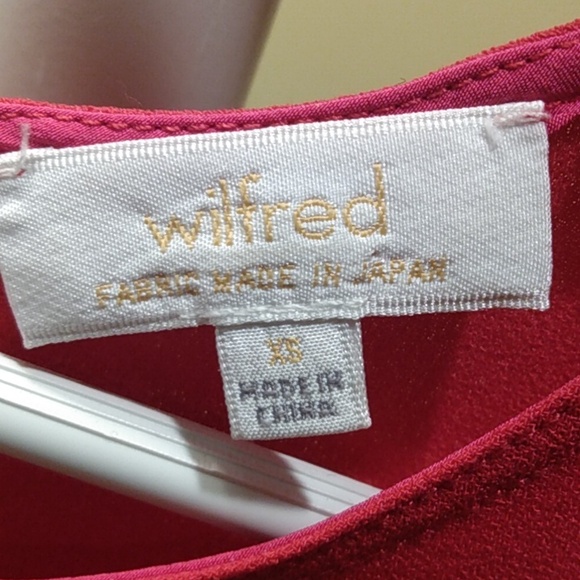 wilfred
FABRIC MADE IN JAPAN
XS
MADE IN
CHINA